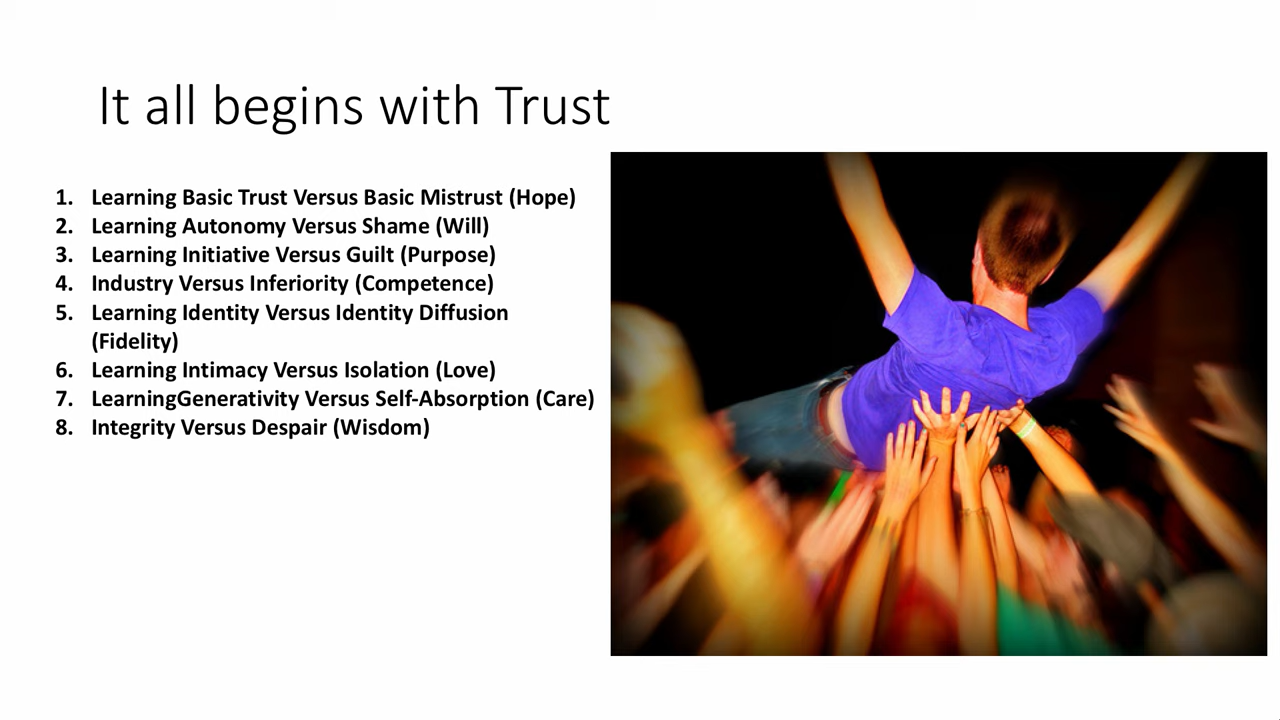 It all begins with Trust
1. Learning Basic Trust Versus Basic Mistrust (Hope)
2. Learning Autonomy Versus Shame (Will)
3. Learning Initiative Versus Guilt (Purpose)
4. Industry Versus Inferiority (Competence)
5. Learning Identity Versus Identity Diffusion
(Fidelity)
6. Learning Intimacy Versus Isolation (Love)
7. LearningGenerativity Versus Self-Absorption (Care)
8. Integrity Versus Despair (Wisdom)